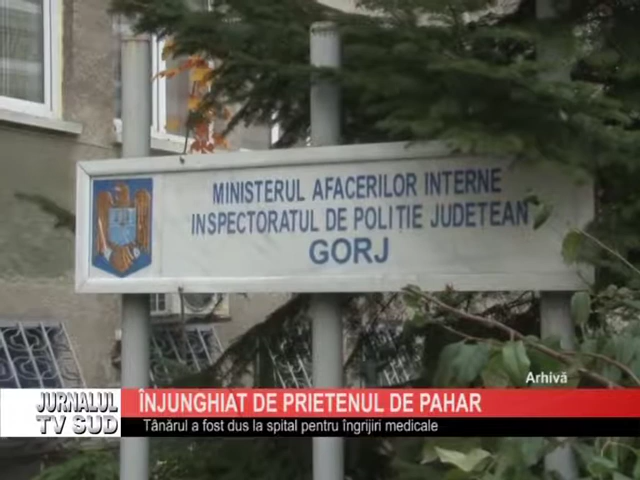 MINISTERUL AFACERILOR INTERNE
INSPECTORATUL DE POLIȚIE JUDEȚEAN
GORJ
Arhivă
JURNALUL
TV SUD
ÎNJUNGHIAT DE PRIETENUL DE PAHAR
Tânărul a fost dus la spital pentru îngrijiri medicale